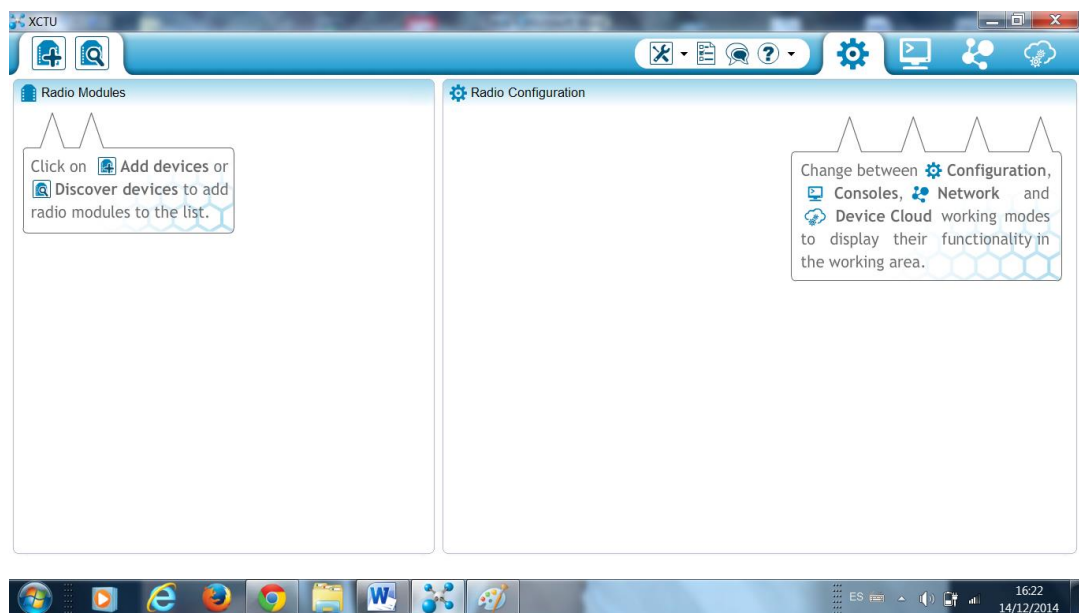 XCTU
Radio Modules
Radio Configuration
Click on Add devices or
Discover devices to add
radio modules to the list.
Change between Configuration,
Consoles, Network and
Device Cloud working modes
to display their functionality in
the working area.
ES
16:22
14/12/2014